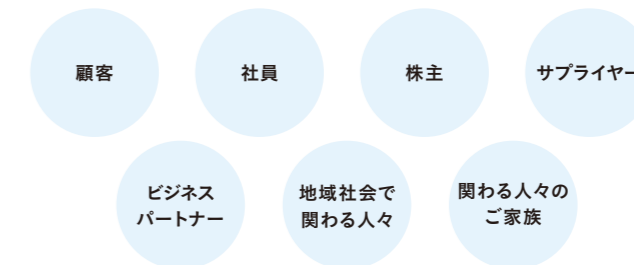 顧客
社員
株主
サプライヤー
ビジネス
パートナー
地域社会で
関わる人々
関わる人々の
ご家族